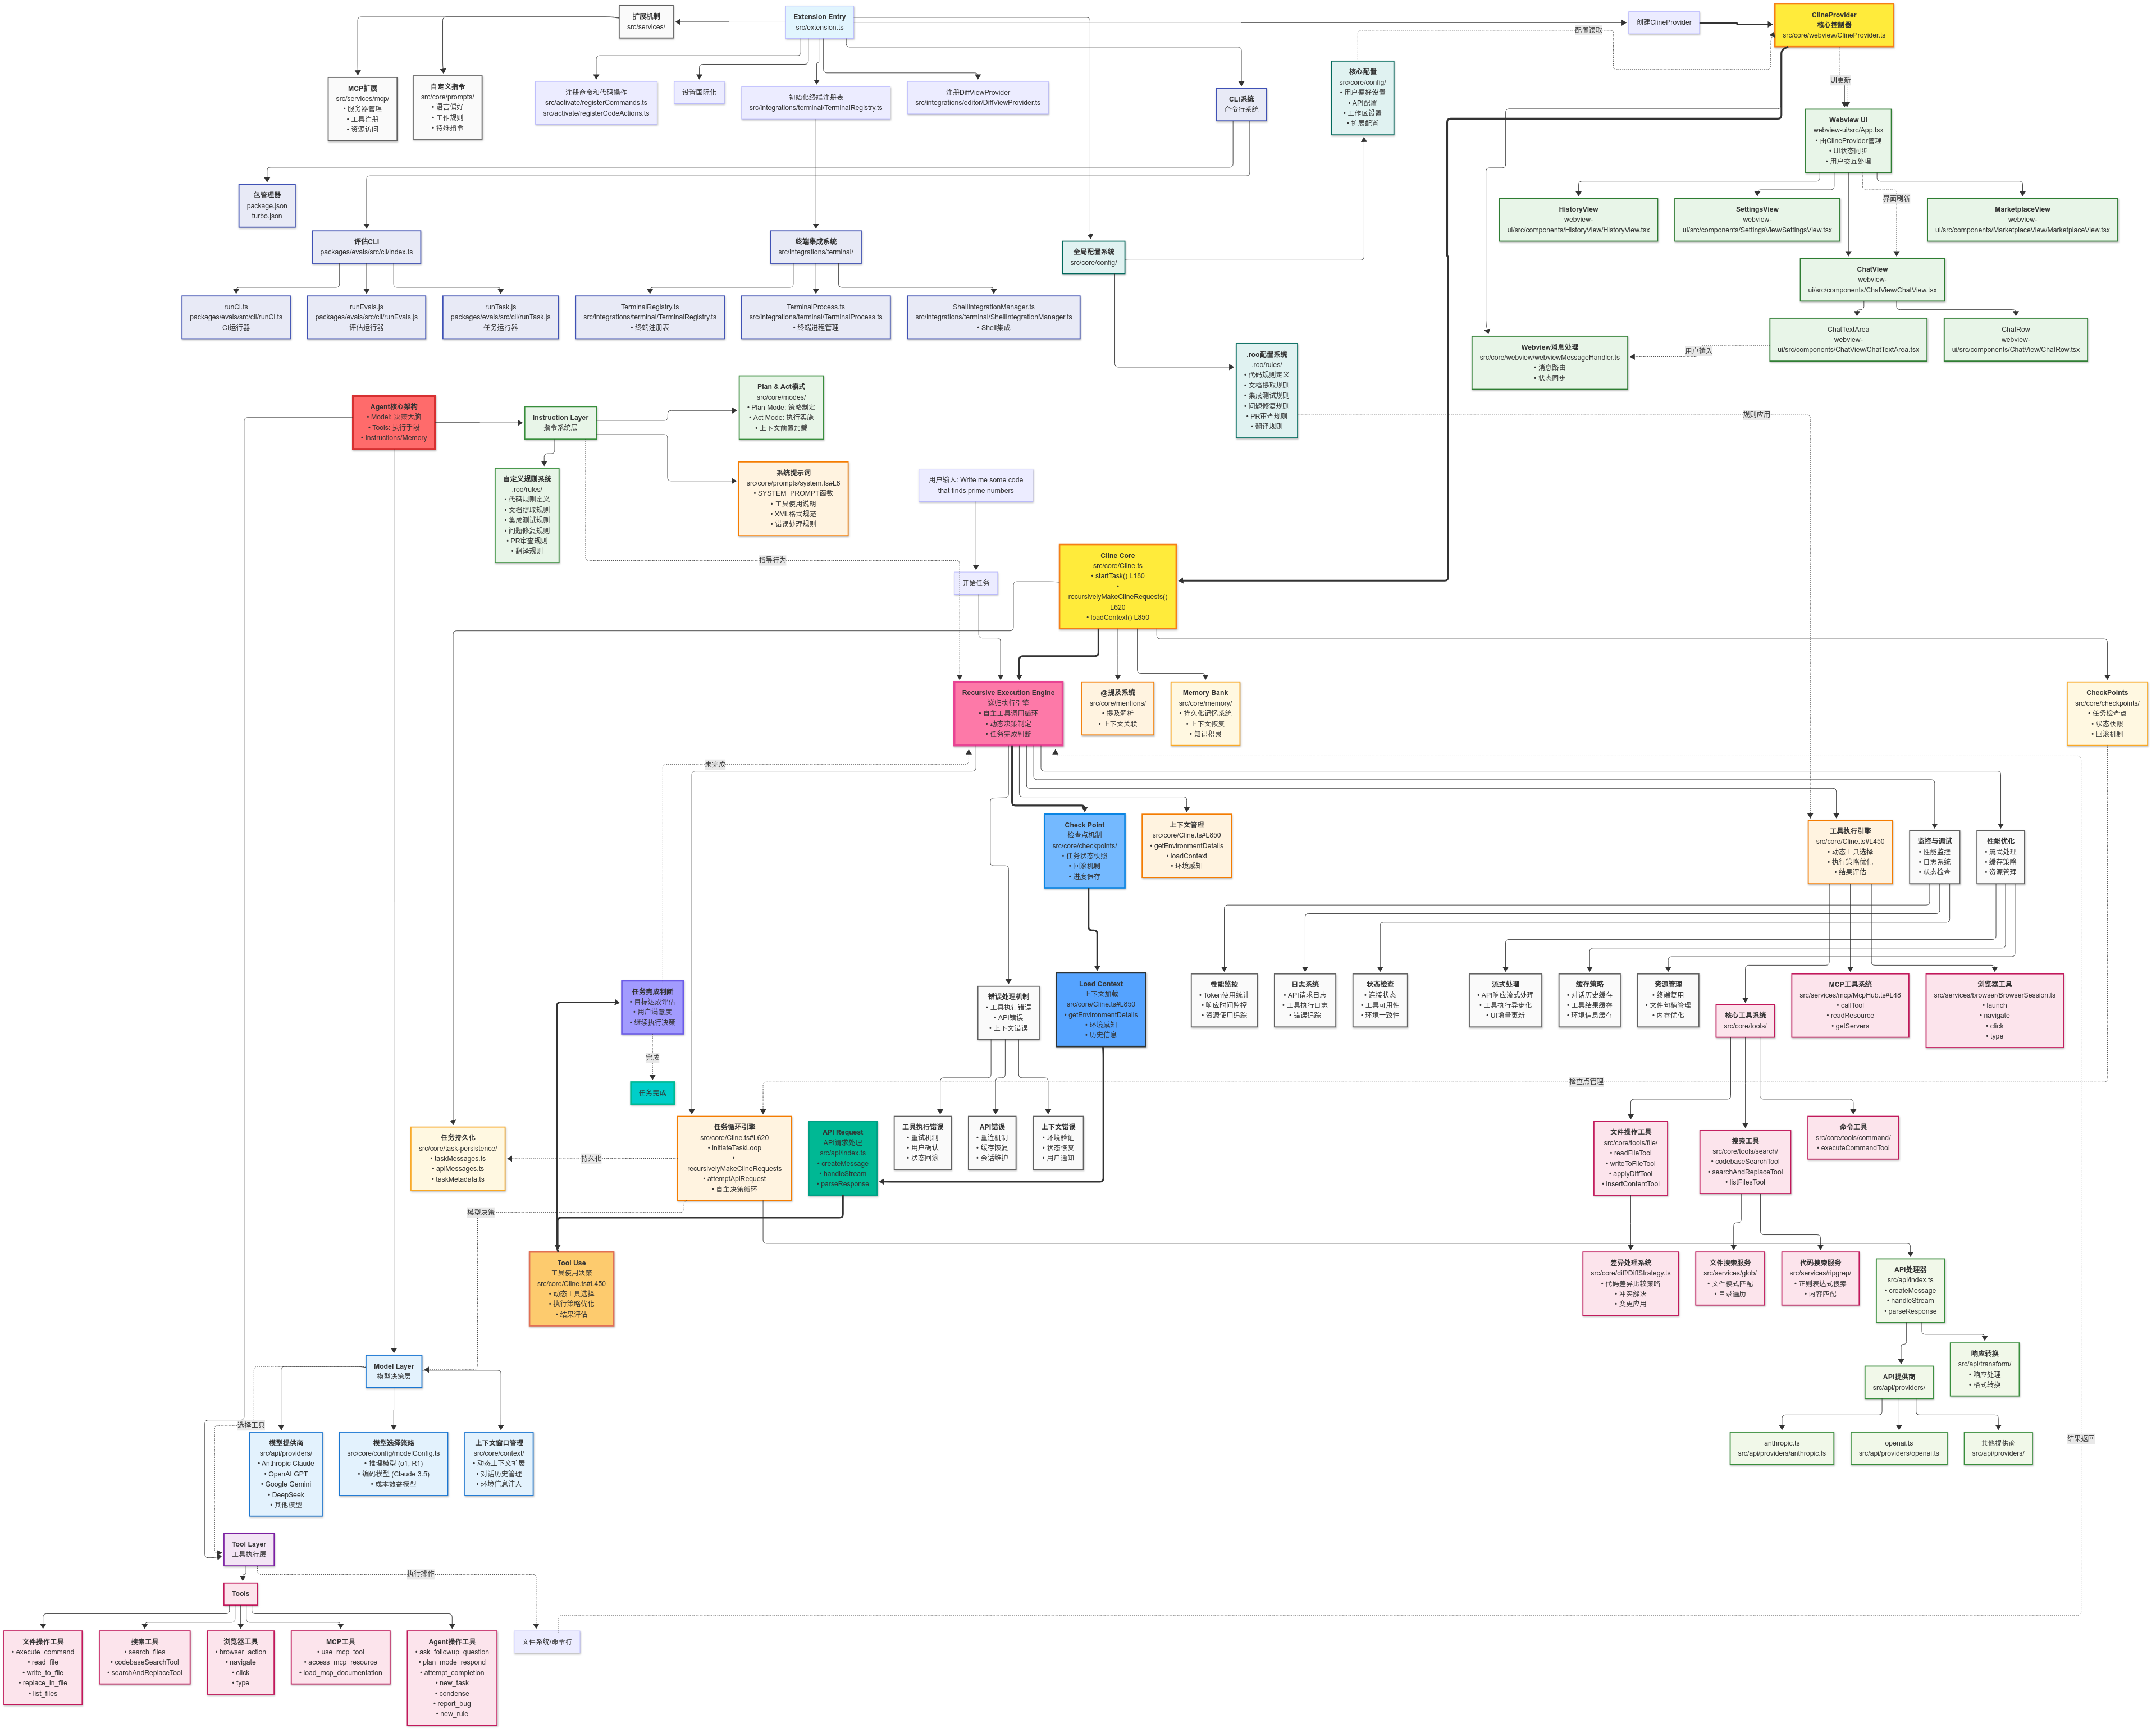 扩展机制
src/services/
Extension Entry
src/extension.ts
创建ClineProvider
ClineProvider
核心控制器
src/core/webview/ClineProvider.ts
配置读取
UI更新
MCP扩展
src/services/mcp/
• 服务器管理
• 工具注册
• 资源访问
自定义指令
src/core/prompts/
• 语言偏好
• 工作规则
• 特殊指令
注册命令和代码操作
src/activate/registerCommands.ts
src/activate/registerCodeActions.ts
设置国际化
初始化终端注册表
src/integrations/terminal/TerminalRegistry.ts
注册DiffViewProvider
src/integrations/editor/DiffViewProvider.ts
CLI系统
命令行系统
核心配置
src/core/config/
• 用户偏好设置
• API配置
• 工作区设置
• 扩展配置
Webview UI
webview-ui/src/App.tsx
• 由ClineProvider管理
• UI状态同步
• 用户交互处理
包管理器
package.json
turbo.json
界面刷新
HistoryView
webview-
ui/src/components/HistoryView/HistoryView.tsx
SettingsView
webview-
ui/src/components/SettingsView/SettingsView.tsx
MarketplaceView
webview-
ui/src/components/MarketplaceView/MarketplaceView.tsx
评估CLI
packages/evals/src/cli/index.ts
终端集成系统
src/integrations/terminal/
全局配置系统
src/core/config/
ChatView
webview-
ui/src/components/ChatView/ChatView.tsx
runCi.ts
packages/evals/src/cli/runCi.ts
CI运行器
runEvals.js
packages/evals/src/cli/runEvals.js
评估运行器
runTask.js
packages/evals/src/cli/runTask.js
任务运行器
TerminalRegistry.ts
src/integrations/terminal/TerminalRegistry.ts
• 终端注册表
TerminalProcess.ts
src/integrations/terminal/TerminalProcess.ts
• 终端进程管理
ShellIntegrationManager.ts
src/integrations/terminal/ShellIntegrationManager.ts
• Shell集成
ChatTextArea
webview-
ui/src/components/ChatView/ChatTextArea.tsx
ChatRow
webview-
ui/src/components/ChatView/ChatRow.tsx
Webview消息处理
src/core/webview/webviewMessageHandler.ts
• 消息路由
• 状态同步
用户输入
.roo配置系统
.roo/rules/
• 代码规则定义
• 文档提取规则
• 集成测试规则
• 问题修复规则
• PR审查规则
• 翻译规则
规则应用
Agent核心架构
• Model: 决策大脑
• Tools: 执行手段
• Instructions/Memory
Instruction Layer
指令系统层
Plan & Act模式
src/core/modes/
• Plan Mode: 策略制定
• Act Mode: 执行实施
• 上下文前置加载
自定义规则系统
.roo/rules/
• 代码规则定义
• 文档提取规则
• 集成测试规则
• 问题修复规则
• PR审查规则
• 翻译规则
系统提示词
src/core/prompts/system.ts#L8
• SYSTEM_PROMPT函数
• 工具使用说明
• XML格式规范
• 错误处理规则
用户输入: Write me some code
that finds prime numbers
指导行为
开始任务
Cline Core
src/core/Cline.ts
• startTask() L180
•
recursivelyMakeClineRequests()
L620
• loadContext() L850
Recursive Execution Engine
递归执行引擎
• 自主工具调用循环
• 动态决策制定
• 任务完成判断
@提及系统
src/core/mentions/
• 提及解析
• 上下文关联
Memory Bank
src/core/memory/
• 持久化记忆系统
• 上下文恢复
• 知识积累
CheckPoints
src/core/checkpoints/
• 任务检查点
• 状态快照
• 回滚机制
未完成
Check Point
检查点机制
src/core/checkpoints/
• 任务状态快照
• 回滚机制
• 进度保存
上下文管理
src/core/Cline.ts#L850
• getEnvironmentDetails
• loadContext
• 环境感知
工具执行引擎
src/core/Cline.ts#L450
• 动态工具选择
• 执行策略优化
• 结果评估
监控与调试
• 性能监控
• 日志系统
• 状态检查
性能优化
• 流式处理
• 缓存策略
• 资源管理
任务完成判断
• 目标达成评估
• 用户满意度
• 继续执行决策
错误处理机制
• 工具执行错误
• API错误
• 上下文错误
Load Context
上下文加载
src/core/Cline.ts#L850
• getEnvironmentDetails
• 环境感知
• 历史信息
性能监控
• Token使用统计
• 响应时间监控
• 资源使用追踪
日志系统
• API请求日志
• 工具执行日志
• 错误追踪
状态检查
• 连接状态
• 工具可用性
• 环境一致性
流式处理
• API响应流式处理
• 工具执行异步化
• UI增量更新
缓存策略
• 对话历史缓存
• 工具结果缓存
• 环境信息缓存
资源管理
• 终端复用
• 文件句柄管理
• 内存优化
核心工具系统
src/core/tools/
MCP工具系统
src/services/mcp/McpHub.ts#L48
• callTool
• readResource
• getServers
浏览器工具
src/services/browser/BrowserSession.ts
• launch
• navigate
• click
• type
完成
任务完成
检查点管理
任务持久化
src/core/task-persistence/
• taskMessages.ts
• apiMessages.ts
• taskMetadata.ts
持久化
任务循环引擎
src/core/Cline.ts#L620
• initiateTaskLoop
•
recursivelyMakeClineRequests
• attemptApiRequest
• 自主决策循环
API Request
API请求处理
src/api/index.ts
• createMessage
• handleStream
• parseResponse
工具执行错误
• 重试机制
• 用户确认
• 状态回滚
API错误
• 重连机制
• 缓存恢复
• 会话维护
上下文错误
• 环境验证
• 状态恢复
• 用户通知
文件操作工具
src/core/tools/file/
• readFileTool
• writeToFileTool
• applyDiffTool
• insertContentTool
搜索工具
src/core/tools/search/
• codebaseSearchTool
• searchAndReplaceTool
• listFilesTool
命令工具
src/core/tools/command/
• executeCommandTool
模型决策
Tool Use
工具使用决策
src/core/Cline.ts#L450
• 动态工具选择
• 执行策略优化
• 结果评估
差异处理系统
src/core/diff/DiffStrategy.ts
• 代码差异比较策略
• 冲突解决
• 变更应用
文件搜索服务
src/services/glob/
• 文件模式匹配
• 目录遍历
代码搜索服务
src/services/ripgrep/
• 正则表达式搜索
• 内容匹配
API处理器
src/api/index.ts
• createMessage
• handleStream
• parseResponse
Model Layer
模型决策层
响应转换
src/api/transform/
• 响应处理
• 格式转换
API提供商
src/api/providers/
选择工具
模型提供商
src/api/providers/
• Anthropic Claude
• OpenAI GPT
• Google Gemini
• DeepSeek
• 其他模型
模型选择策略
src/core/config/modelConfig.ts
• 推理模型 (o1, R1)
• 编码模型 (Claude 3.5)
• 成本效益模型
上下文窗口管理
src/core/context/
• 动态上下文扩展
• 对话历史管理
• 环境信息注入
anthropic.ts
src/api/providers/anthropic.ts
openai.ts
src/api/providers/openai.ts
其他提供商
src/api/providers/
结果返回
Tool Layer
工具执行层
执行操作
Tools
文件操作工具
• execute_command
• read_file
• write_to_file
• replace_in_file
• list_files
搜索工具
• search_files
• codebaseSearchTool
• searchAndReplaceTool
浏览器工具
• browser_action
• navigate
• click
• type
MCP工具
• use_mcp_tool
• access_mcp_resource
• load_mcp_documentation
Agent操作工具
• ask_followup_question
• plan_mode_respond
• attempt_completion
• new_task
• condense
• report_bug
• new_rule
文件系统/命令行